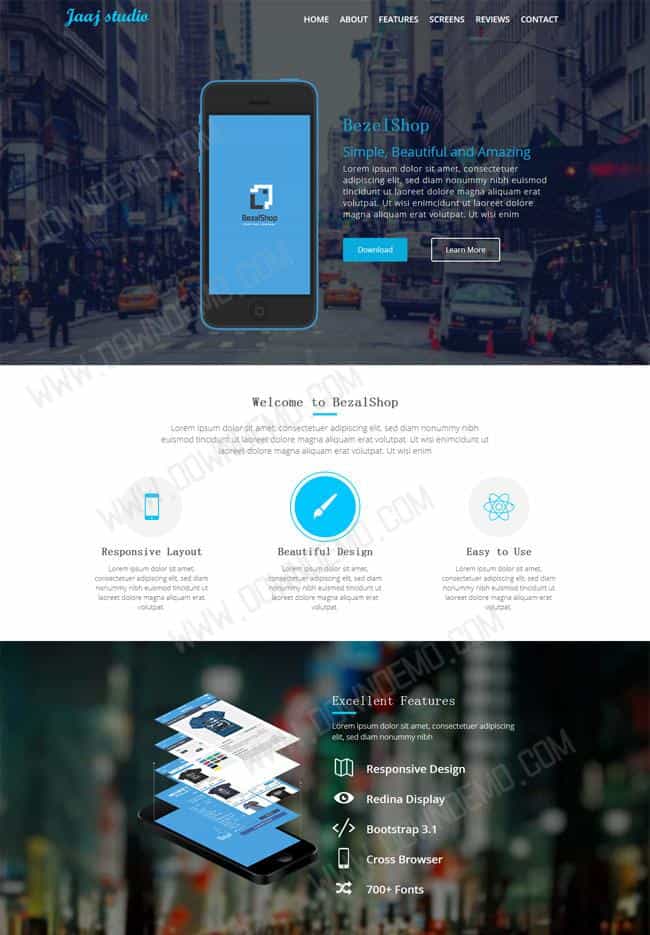 Jaaj studio
HOME ABOUT FEATURES SCREENS REVIEWS CONTACT
BezelShop
Simple, Beautiful and Amazing
Lorem ipsum dolor sit amet, consectetuer
adipiscing elit, sed diam nonummy nibh euismod
tincidunt ut laoreet dolore magna aliquam erat
volutpat. Ut wisi enimcidunt ut laoreet dolore
magna aliquam erat volutpat. Ut wisi enim
BezalShop
Download Learn More
Welcome to BezalShop
Lorem ipsum dolor sit amet, consectetuer adipiscing elit, sed diam nonummy nibh
euismod tincidunt ut laoreet dolore magna aliquam erat volutpat. Ut wisi enimcidunt
ut laoreet dolore magna aliquam erat volutpat. Ut wisi enim
Responsive Layout
Lorem ipsum dolor sit amet,
consectetuer adipiscing elit, sed diam
nonummy nibh euismod tincidunt ut
laoreet dolore magna aliquam erat
volutpat.
Beautiful Design
Lorem ipsum dolor sit amet,
consectetuer adipiscing elit, sed diam
nonummy nibh euismod tincidunt ut
laoreet dolore magna aliquam erat
volutpat.
Easy to Use
Lorem ipsum dolor sit amet,
consectetuer adipiscing elit, sed diam
nonummy nibh euismod tincidunt ut
laoreet dolore magna aliquam erat
volutpat.
Excellent Features
Lorem ipsum dolor sit amet, consectetuer adipiscing
elit, sed diam nonummy nibh
Responsive Design
Redina Display
Bootstrap 3.1
Cross Browser
700+ Fonts
WWW.DOWNDEMO.COM
WWW.DOWNDEMO.COM
WWW.DOWNDEMO.COM